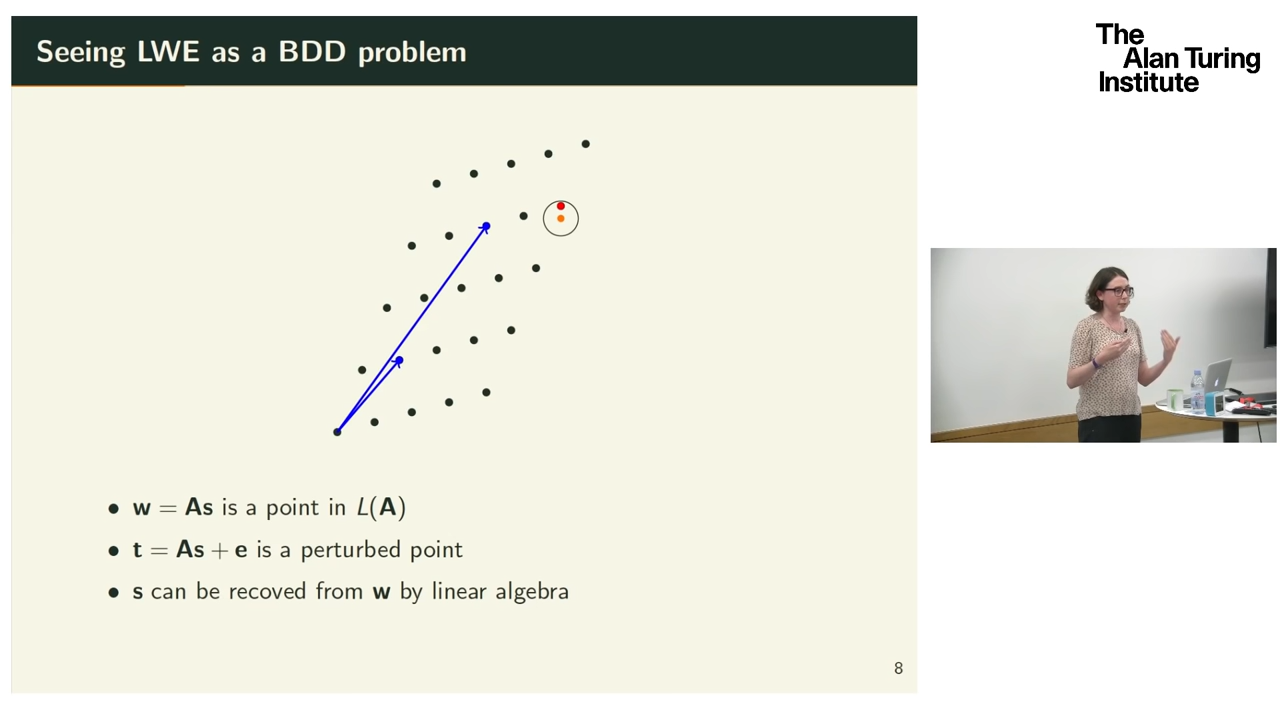 Seeing LWE as a BDD problem
The
Alan Turing
Institute
• w = As is a point in L(A)
• t = As + e is a perturbed point
• s can be recoved from w by linear algebra
8